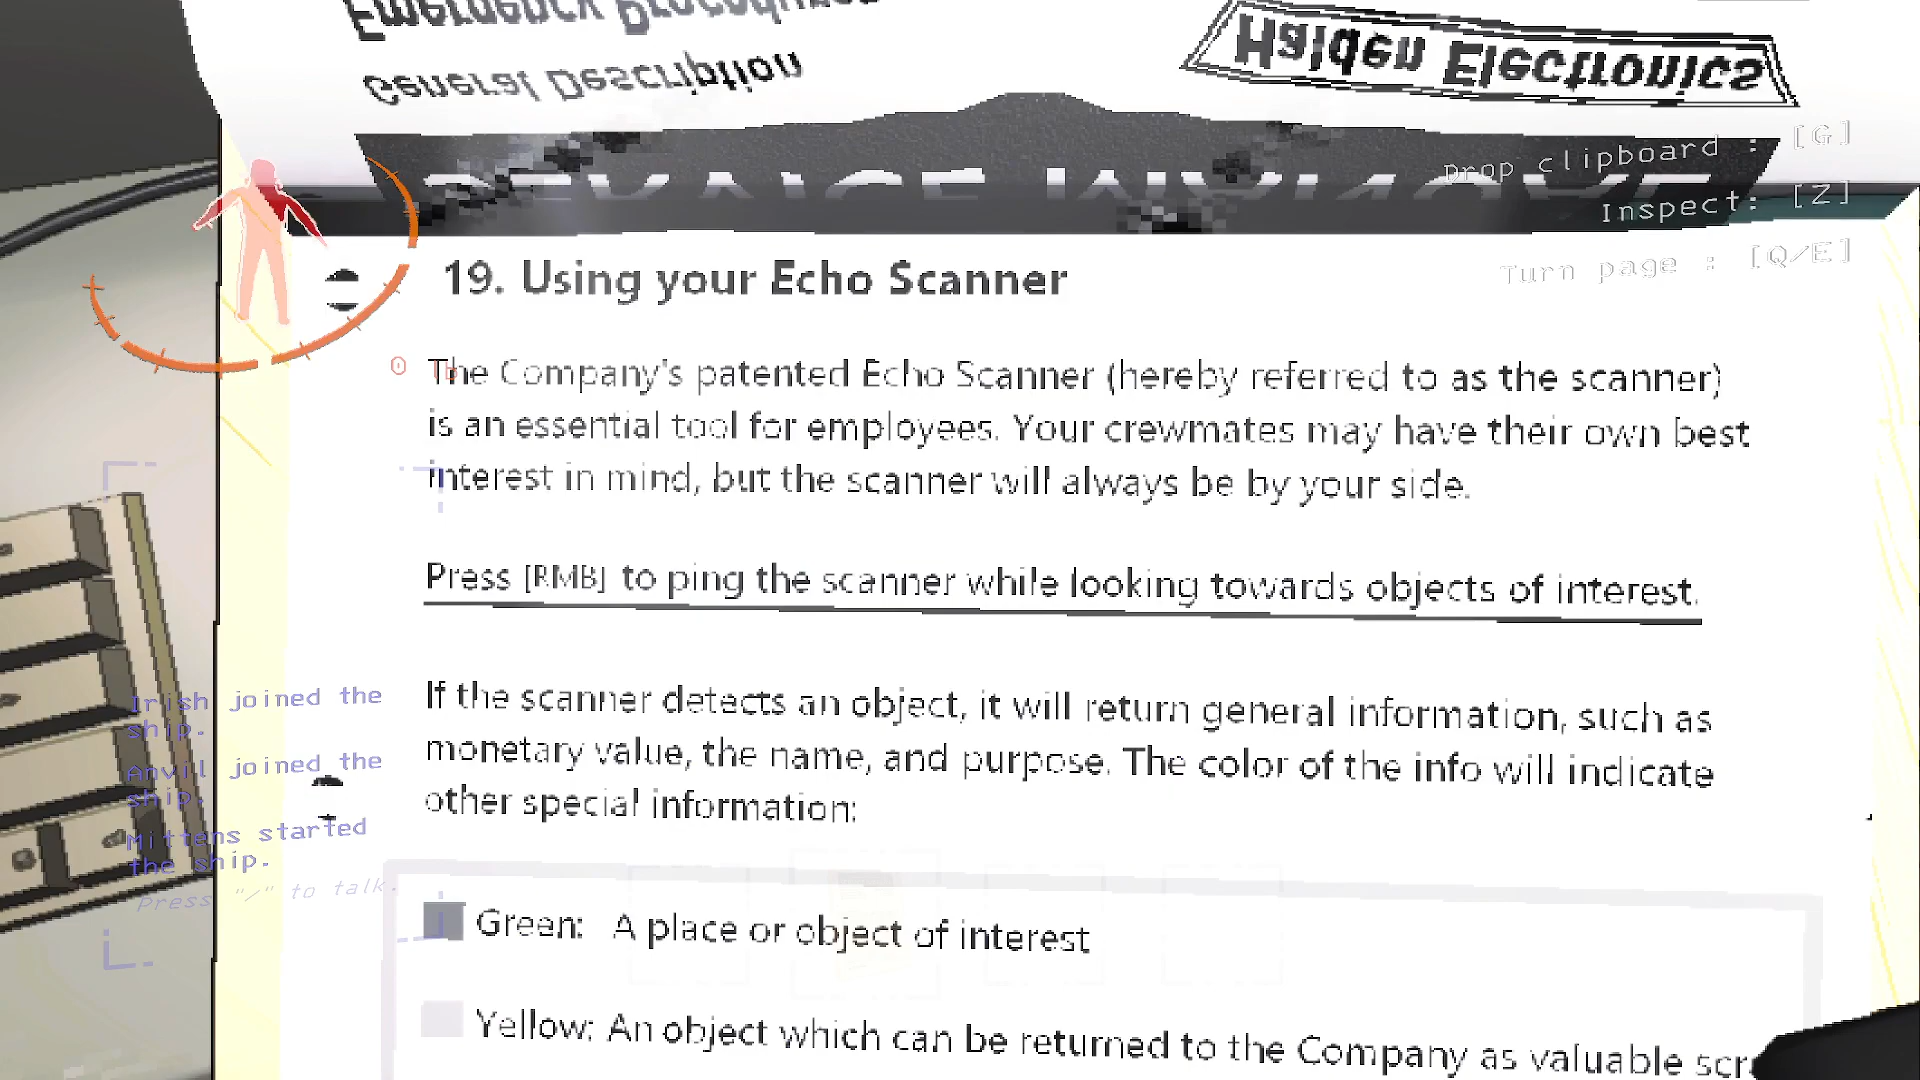 Emergency Procedures
General Description
Halden Electronics
Drop clipboard : [G]
Inspect: [Z]
Turn page : [Q/E]
19. Using your Echo Scanner
0 lb
The Company's patented Echo Scanner (hereby referred to as the scanner)
is an essential tool for employees. Your crewmates may have their own best
interest in mind, but the scanner will always be by your side.
Press [RMB] to ping the scanner while looking towards objects of interest.
If the scanner detects an object, it will return general information, such as
monetary value, the name, and purpose. The color of the info will indicate
other special information:
Irish joined the
ship.
Anvil joined the
ship.
Mittens started
the ship.
Press "/" to talk.
Green: A place or object of interest
Yellow: An object which can be returned to the Company as valuable